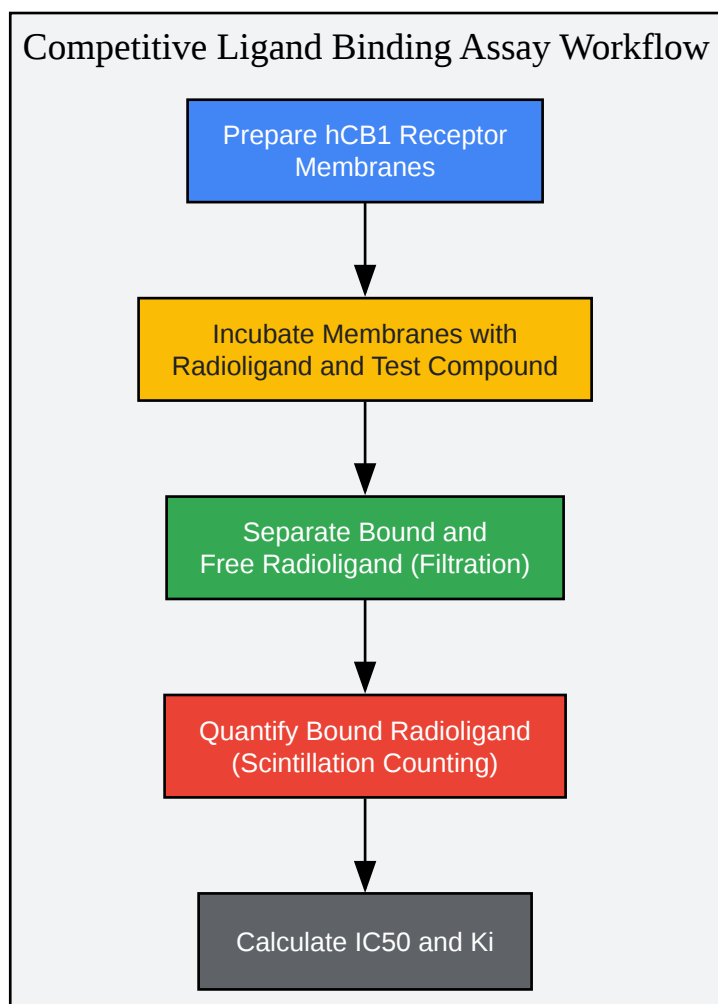 Competitive Ligand Binding Assay Workflow
Prepare hCB1 Receptor
Membranes
Incubate Membranes with
Radioligand and Test Compound
Separate Bound and
Free Radioligand (Filtration)
Quantify Bound Radioligand
(Scintillation Counting)
Calculate IC50 and Ki